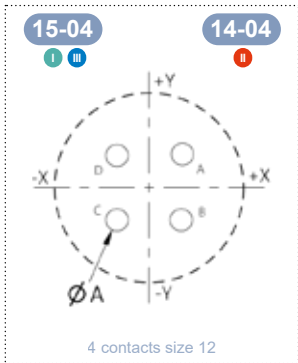 15-04 14-04
I III II
+Y
D A
-X +X
C B
ØA
-Y
4 contacts size 12